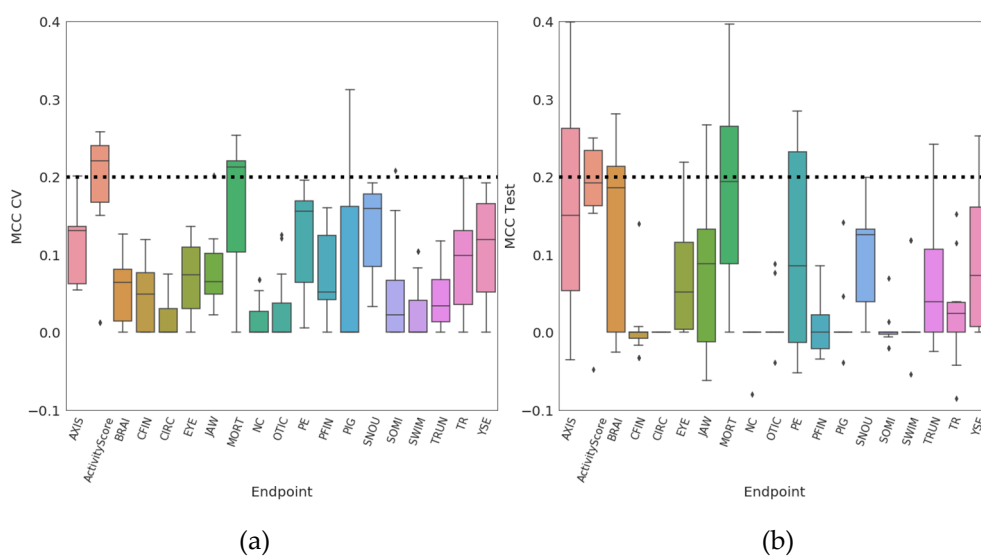 0.4
0.3
0.2
0.1
0.0
−0.1
MCC CV
AXIS
ActivityScore
BRAI
CFIN
CIRC
EYE
JAW
MORT
NC
OTIC
PE
PFIN
PIG
SNOU
SOMI
SWIM
TRUN
TR
YSE
Endpoint
(a)
0.4
0.3
0.2
0.1
0.0
−0.1
MCC Test
AXIS
ActivityScore
BRAI
CFIN
CIRC
EYE
JAW
MORT
NC
OTIC
PE
PFIN
PIG
SNOU
SOMI
SWIM
TRUN
TR
YSE
Endpoint
(b)